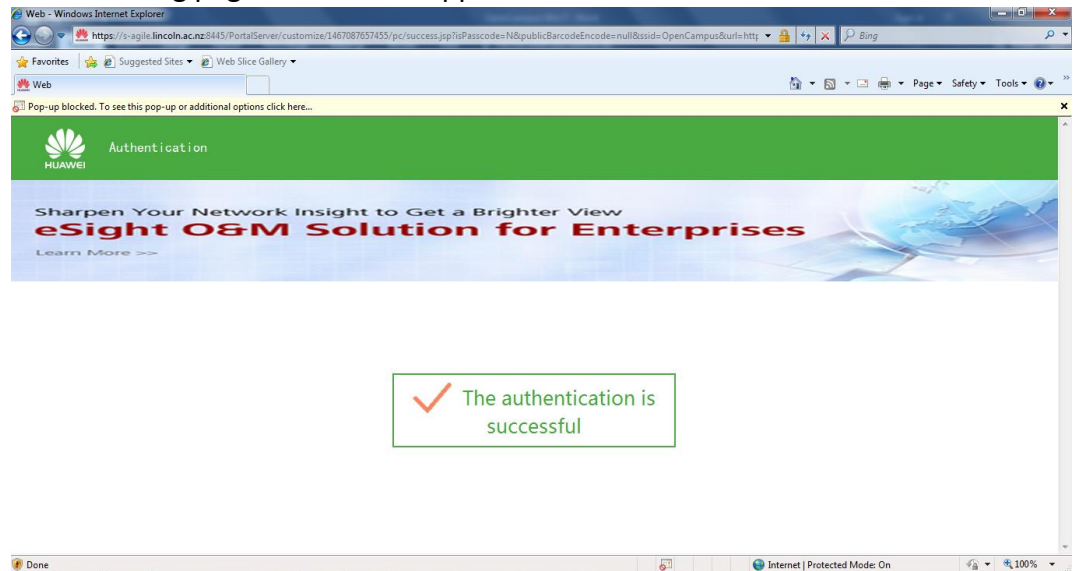 Web - Windows Internet Explorer
https://s-agile.lincoln.ac.nz:8445/PortalServer/customize/1467087657455/pc/success.jsp?isPasscode=N&publicBarcodeEncode=null&ssid=OpenCampus&url=http
Bing
Favorites Suggested Sites Web Slice Gallery
Web Page Safety Tools
Pop-up blocked. To see this pop-up or additional options click here...
HUAWEI Authentication
Sharpen Your Network Insight to Get a Brighter View
eSight O&M Solution for Enterprises
Learn More >>
The authentication is
successful
Done Internet | Protected Mode: On 100%